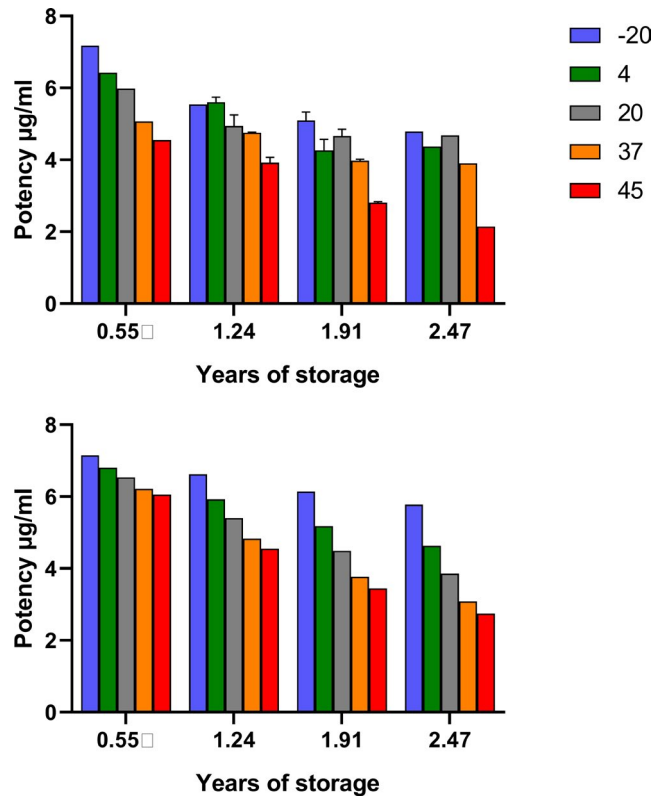 8
6
4
2
0
Potency µg/ml
0.55□ 1.24 1.91 2.47
Years of storage
-20
4
20
37
45
8
6
4
2
0
Potency µg/ml
0.55□ 1.24 1.91 2.47
Years of storage